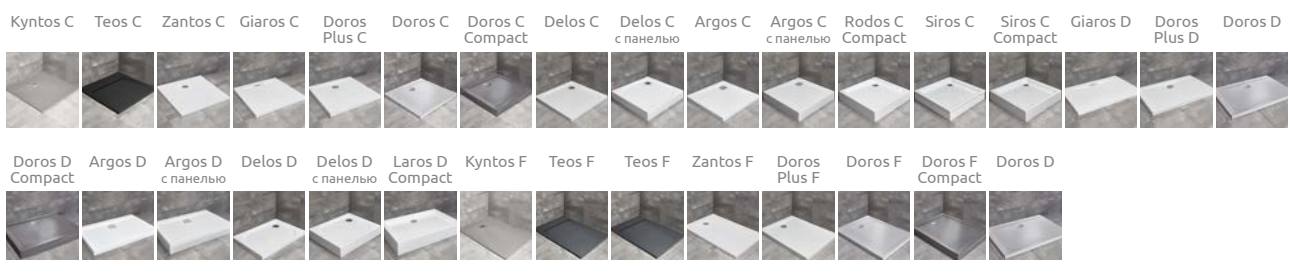 Kyntos C
Teos C
Zantos C
Giaros C
Doros
Plus C
Doros C
Doros C
Compact
Delos C
Delos C
с панелью
Argos C
Argos C
с панелью
Rodos C
Compact
Siros C
Siros C
Compact
Giaros D
Doros
Plus D
Doros D
Doros D
Compact
Argos D
Argos D
с панелью
Delos D
Delos D
с панелью
Laros D
Compact
Kyntos F
Teos F
Teos F
Zantos F
Doros
Plus F
Doros F
Doros F
Compact
Doros D